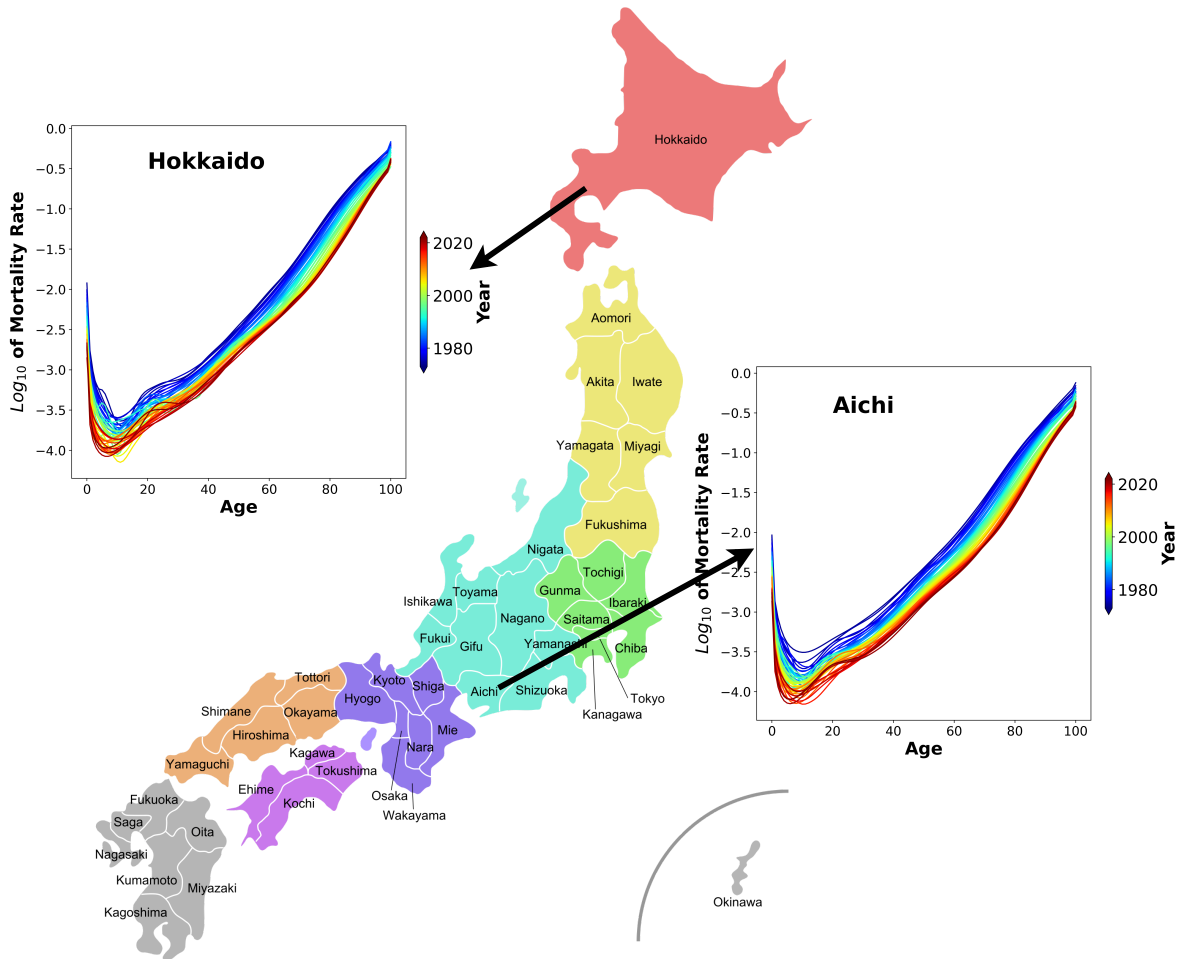 Hokkaido
0.0
−0.5
−1.0
−1.5
−2.0
−2.5
−3.0
−3.5
−4.0
Log10 of Mortality Rate
0 20 40 60 80 100
Age
2020
2000
1980
Year
Hokkaido
Aomori
Akita
Iwate
Yamagata
Miyagi
Fukushima
Nigata
Tochigi
Gunma
Ibaraki
Toyama
Ishikawa
Nagano
Saitama
Fukui
Gifu
Yamanashi
Chiba
Tokyo
Kanagawa
Aichi
Shizuoka
Kyoto
Shiga
Hyogo
Mie
Nara
Osaka
Wakayama
Tottori
Shimane
Okayama
Hiroshima
Yamaguchi
Kagawa
Tokushima
Ehime
Kochi
Fukuoka
Saga
Oita
Nagasaki
Kumamoto
Miyazaki
Kagoshima
Okinawa
Aichi
0.0
−0.5
−1.0
−1.5
−2.0
−2.5
−3.0
−3.5
−4.0
Log10 of Mortality Rate
0 20 40 60 80 100
Age
2020
2000
1980
Year